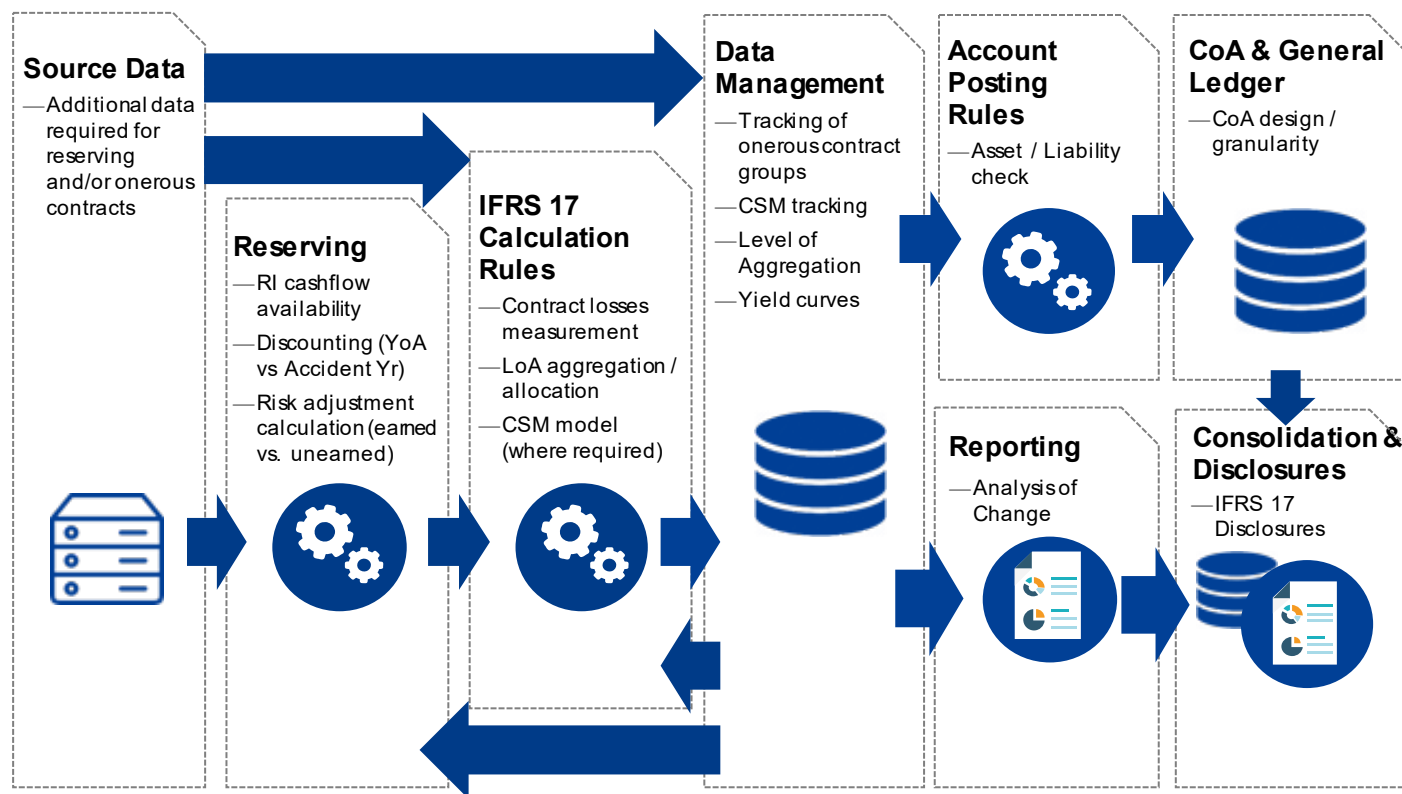 Source Data
—Additional data
required for
reserving
and/or onerous
contracts
Reserving
—RI cashflow
availability
—Discounting (YoA
vs Accident Yr)
—Risk adjustment
calculation (earned
vs. unearned)
IFRS 17
Calculation
Rules
—Contract losses
measurement
—LoA aggregation /
allocation
—CSM model
(where required)
Data
Management
—Tracking of
onerous contract
groups
—CSM tracking
—Level of
Aggregation
—Yield curves
Account
Posting
Rules
—Asset / Liability
check
CoA & General
Ledger
—CoA design /
granularity
Reporting
—Analysis of
Change
Consolidation &
Disclosures
—IFRS 17
Disclosures